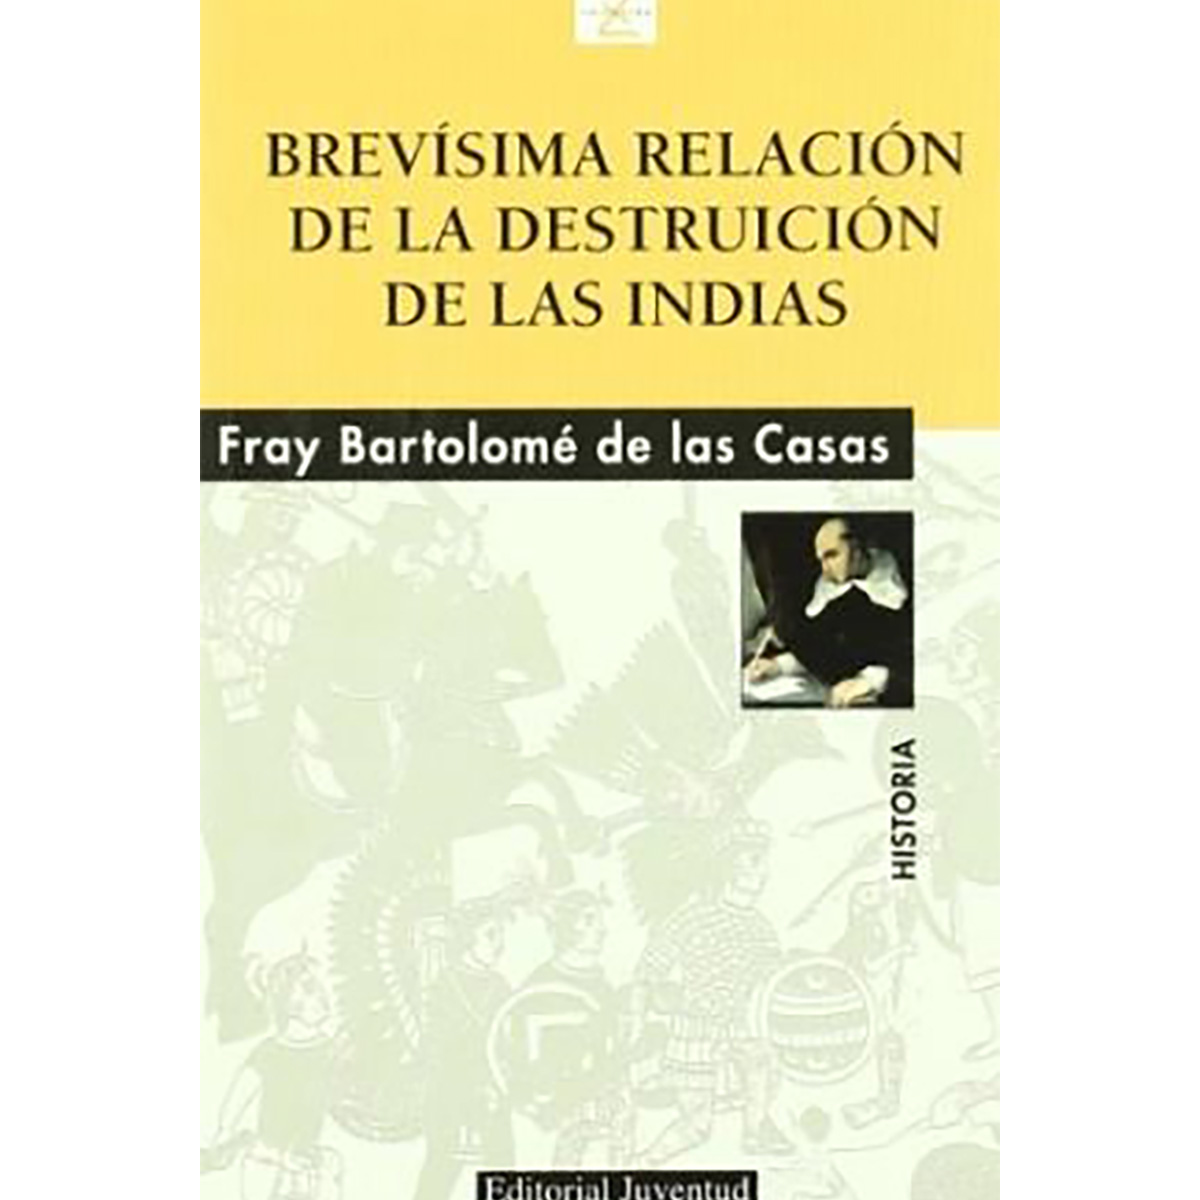 BREVÍSIMA RELACIÓN
DE LA DESTRUICIÓN
DE LAS INDIAS
Fray Bartolomé de las Casas
HISTORIA
Editorial Juventud